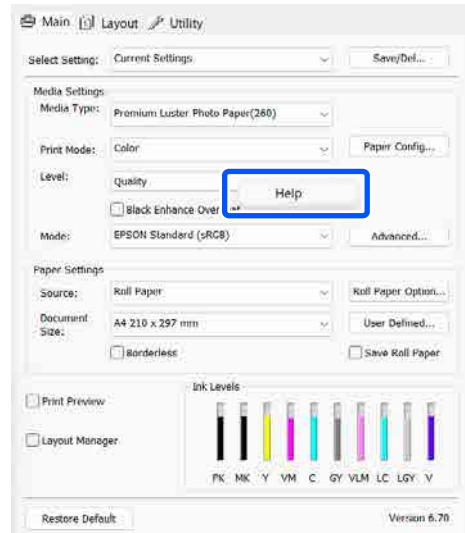 Main Layout Utility
Select Setting: Current Settings Save/Del...
Media Settings
Media Type: Premium Luster Photo Paper(260)
Print Mode: Color Paper Config...
Level: Quality
Help
Black Enhance Over
Mode: EPSON Standard (sRGB) Advanced...
Paper Settings
Source: Roll Paper Roll Paper Option...
Document Size: A4 210 x 297 mm User Defined...
Borderless Save Roll Paper
Ink Levels
Print Preview
Layout Manager
PK MK Y VM C GY VLM LC LGY V
Restore Default Version 6.70